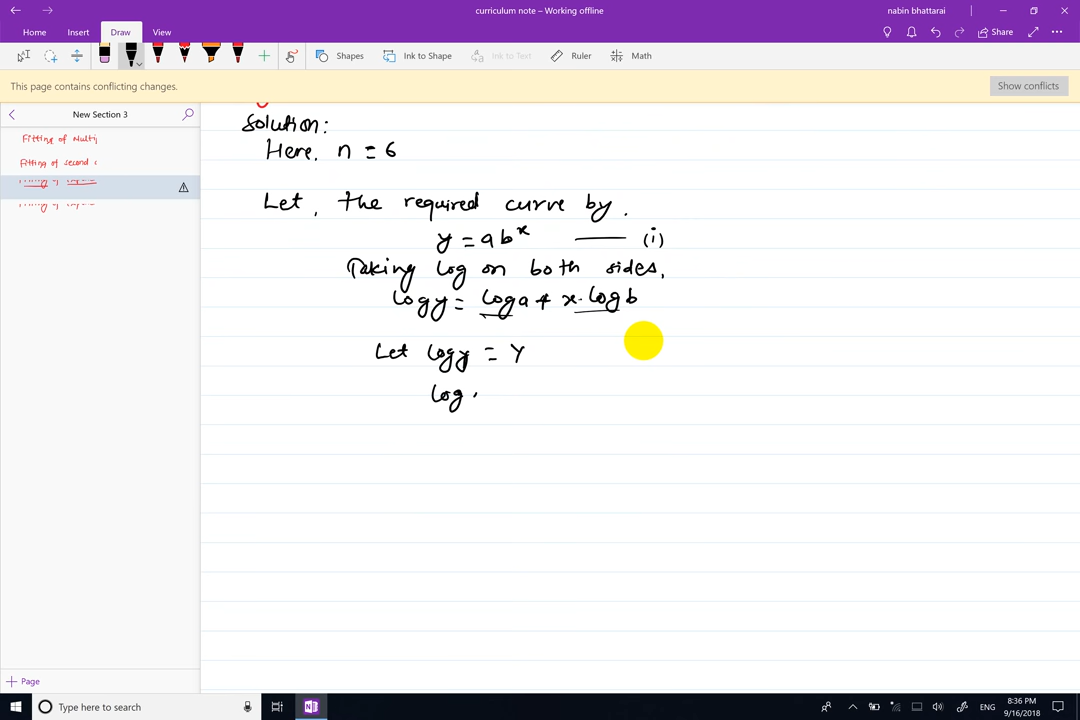 curriculum note – Working offline
nabin bhattarai
Home Insert Draw View
Share
Shapes Ink to Shape Ink to Text Ruler Math
This page contains conflicting changes.
Show conflicts
New Section 3
Fitting of
Fitting of second
Solution:
Here, n = 6
Let, the required curve by,
y = ab^x —— (i)
Taking log on both sides,
logy = loga + x·logb
Let logy = Y
log
+ Page
Type here to search
ENG
8:36 PM
9/16/2018